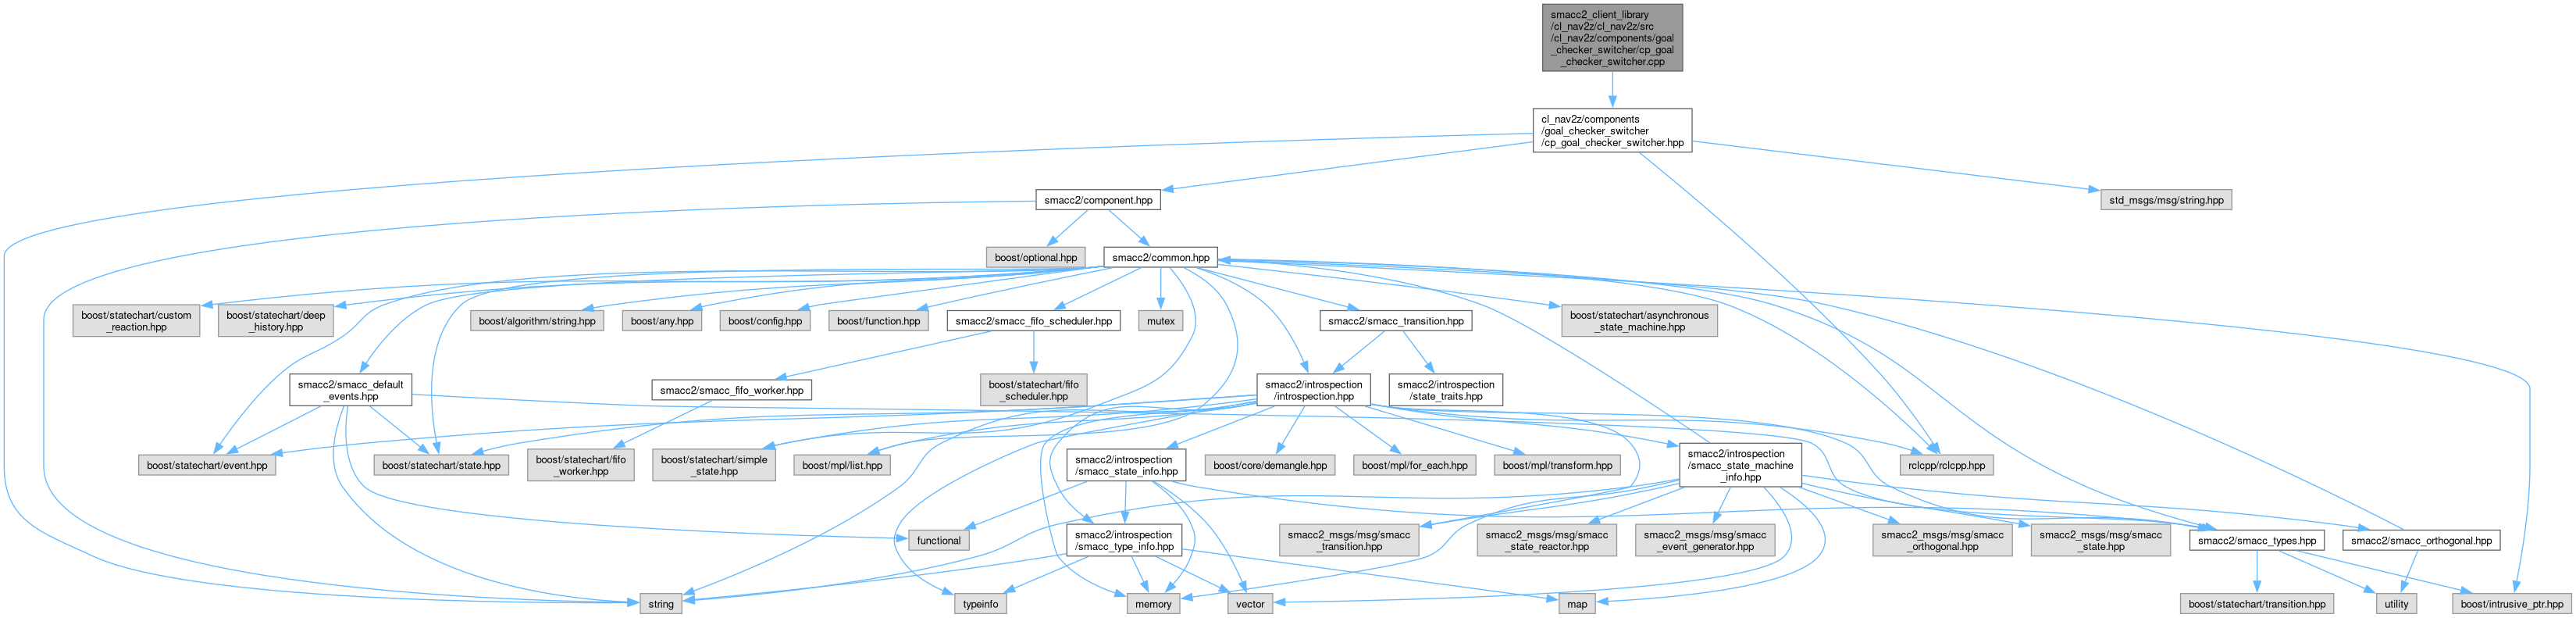 smacc2_client_library
/cl_nav2z/cl_nav2z/src
/cl_nav2z/components/goal
_checker_switcher/cp_goal
_checker_switcher.cpp
cl_nav2z/components
/goal_checker_switcher
/cp_goal_checker_switcher.hpp
smacc2/component.hpp
std_msgs/msg/string.hpp
boost/optional.hpp
smacc2/common.hpp
boost/statechart/custom
_reaction.hpp
boost/statechart/deep
_history.hpp
boost/algorithm/string.hpp
boost/any.hpp
boost/config.hpp
boost/function.hpp
smacc2/smacc_fifo_scheduler.hpp
mutex
smacc2/smacc_transition.hpp
boost/statechart/asynchronous
_state_machine.hpp
smacc2/smacc_default
_events.hpp
smacc2/smacc_fifo_worker.hpp
boost/statechart/fifo
_scheduler.hpp
smacc2/introspection
/introspection.hpp
smacc2/introspection
/state_traits.hpp
boost/statechart/event.hpp
boost/statechart/state.hpp
boost/statechart/fifo
_worker.hpp
boost/statechart/simple
_state.hpp
boost/mpl/list.hpp
smacc2/introspection
/smacc_state_info.hpp
boost/core/demangle.hpp
boost/mpl/for_each.hpp
boost/mpl/transform.hpp
smacc2/introspection
/smacc_state_machine
_info.hpp
rclcpp/rclcpp.hpp
functional
smacc2/introspection
/smacc_type_info.hpp
smacc2_msgs/msg/smacc
_transition.hpp
smacc2_msgs/msg/smacc
_state_reactor.hpp
smacc2_msgs/msg/smacc
_event_generator.hpp
smacc2_msgs/msg/smacc
_orthogonal.hpp
smacc2_msgs/msg/smacc
_state.hpp
smacc2/smacc_types.hpp
smacc2/smacc_orthogonal.hpp
string
typeinfo
memory
vector
map
boost/statechart/transition.hpp
utility
boost/intrusive_ptr.hpp